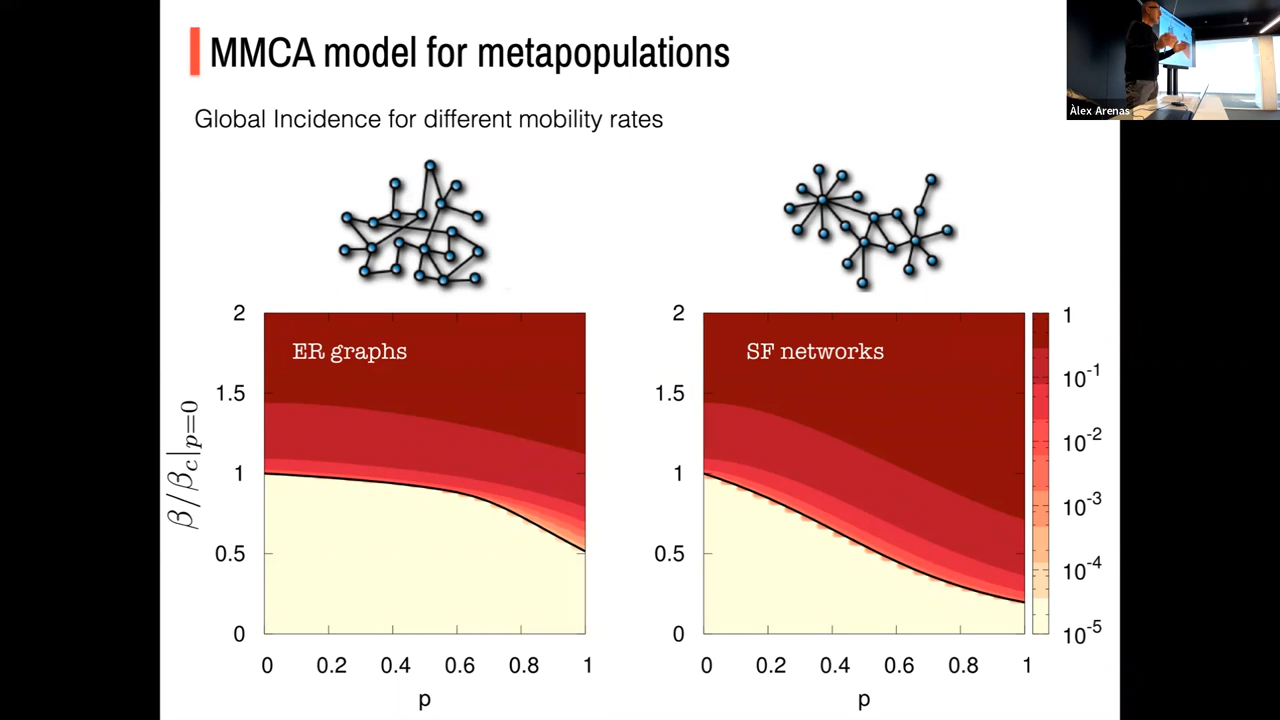 MMCA model for metapopulations
Àlex Arenas
Global Incidence for different mobility rates
ER graphs
SF networks
β/β_c|_{p=0}
2
1.5
1
0.5
0
0 0.2 0.4 0.6 0.8 1
p
2
1.5
1
0.5
0
0 0.2 0.4 0.6 0.8 1
p
1
10⁻¹
10⁻²
10⁻³
10⁻⁴
10⁻⁵